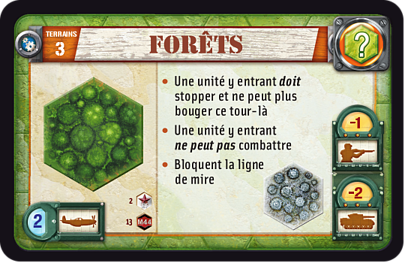 TERRAINS
3
FORÊTS
?
• Une unité y entrant doit
stopper et ne peut plus
bouger ce tour-là
• Une unité y entrant
ne peut pas combattre
• Bloquent la ligne
de mire
-1
-2
2
13 M44
2